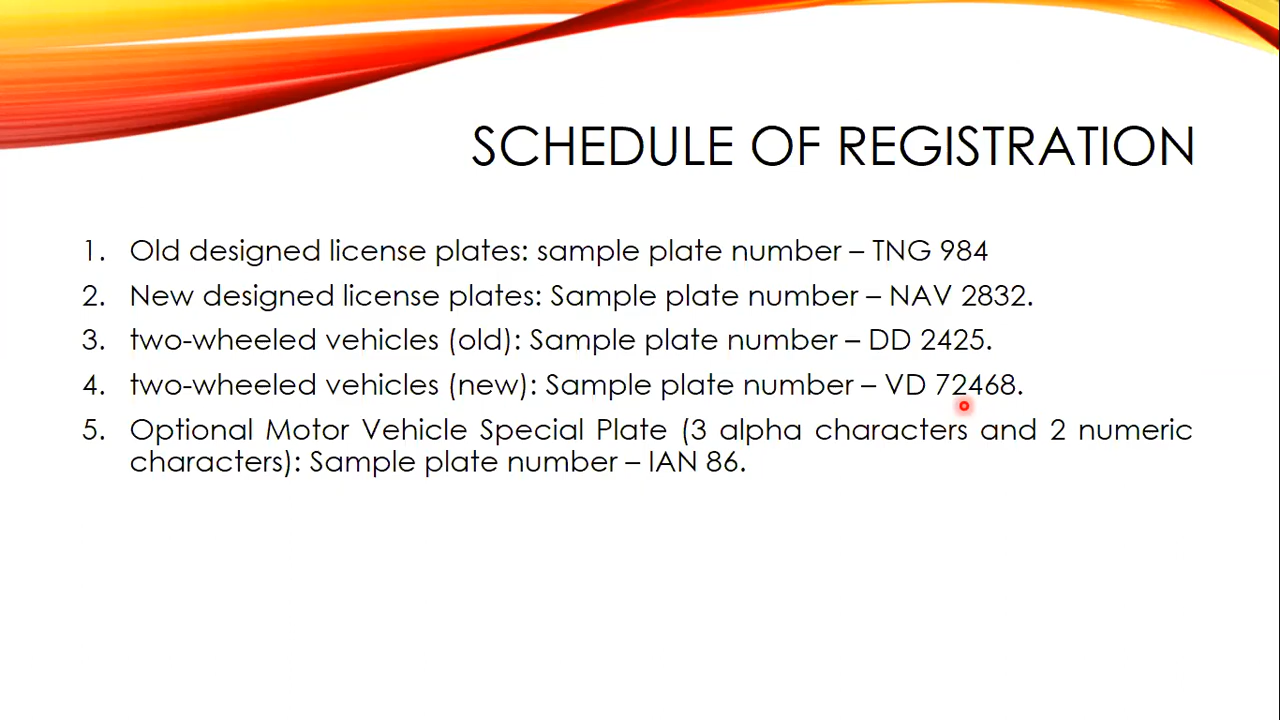 SCHEDULE OF REGISTRATION
1. Old designed license plates: sample plate number – TNG 984
2. New designed license plates: Sample plate number – NAV 2832.
3. two-wheeled vehicles (old): Sample plate number – DD 2425.
4. two-wheeled vehicles (new): Sample plate number – VD 72468.
5. Optional Motor Vehicle Special Plate (3 alpha characters and 2 numeric
characters): Sample plate number – IAN 86.